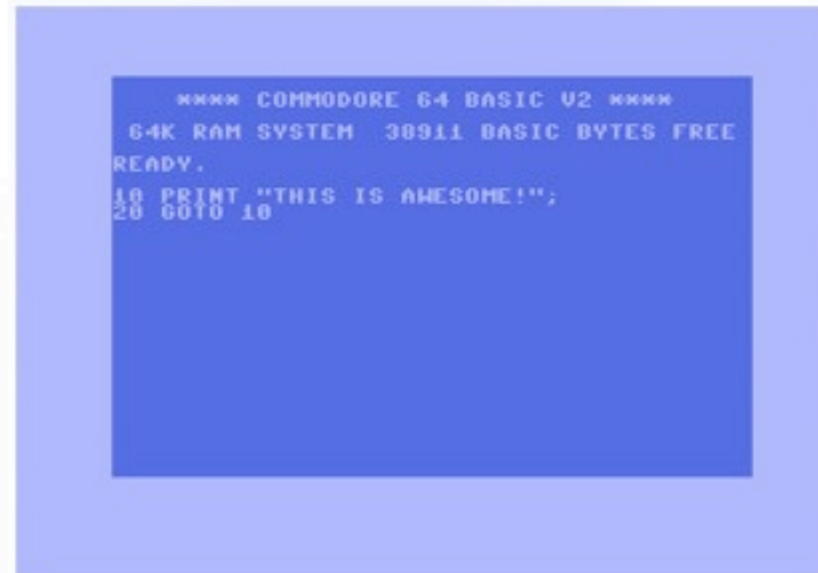 **** COMMODORE 64 BASIC V2 ****
64K RAM SYSTEM  38911 BASIC BYTES FREE
READY.
10 PRINT "THIS IS AWESOME!";
20 GOTO 10